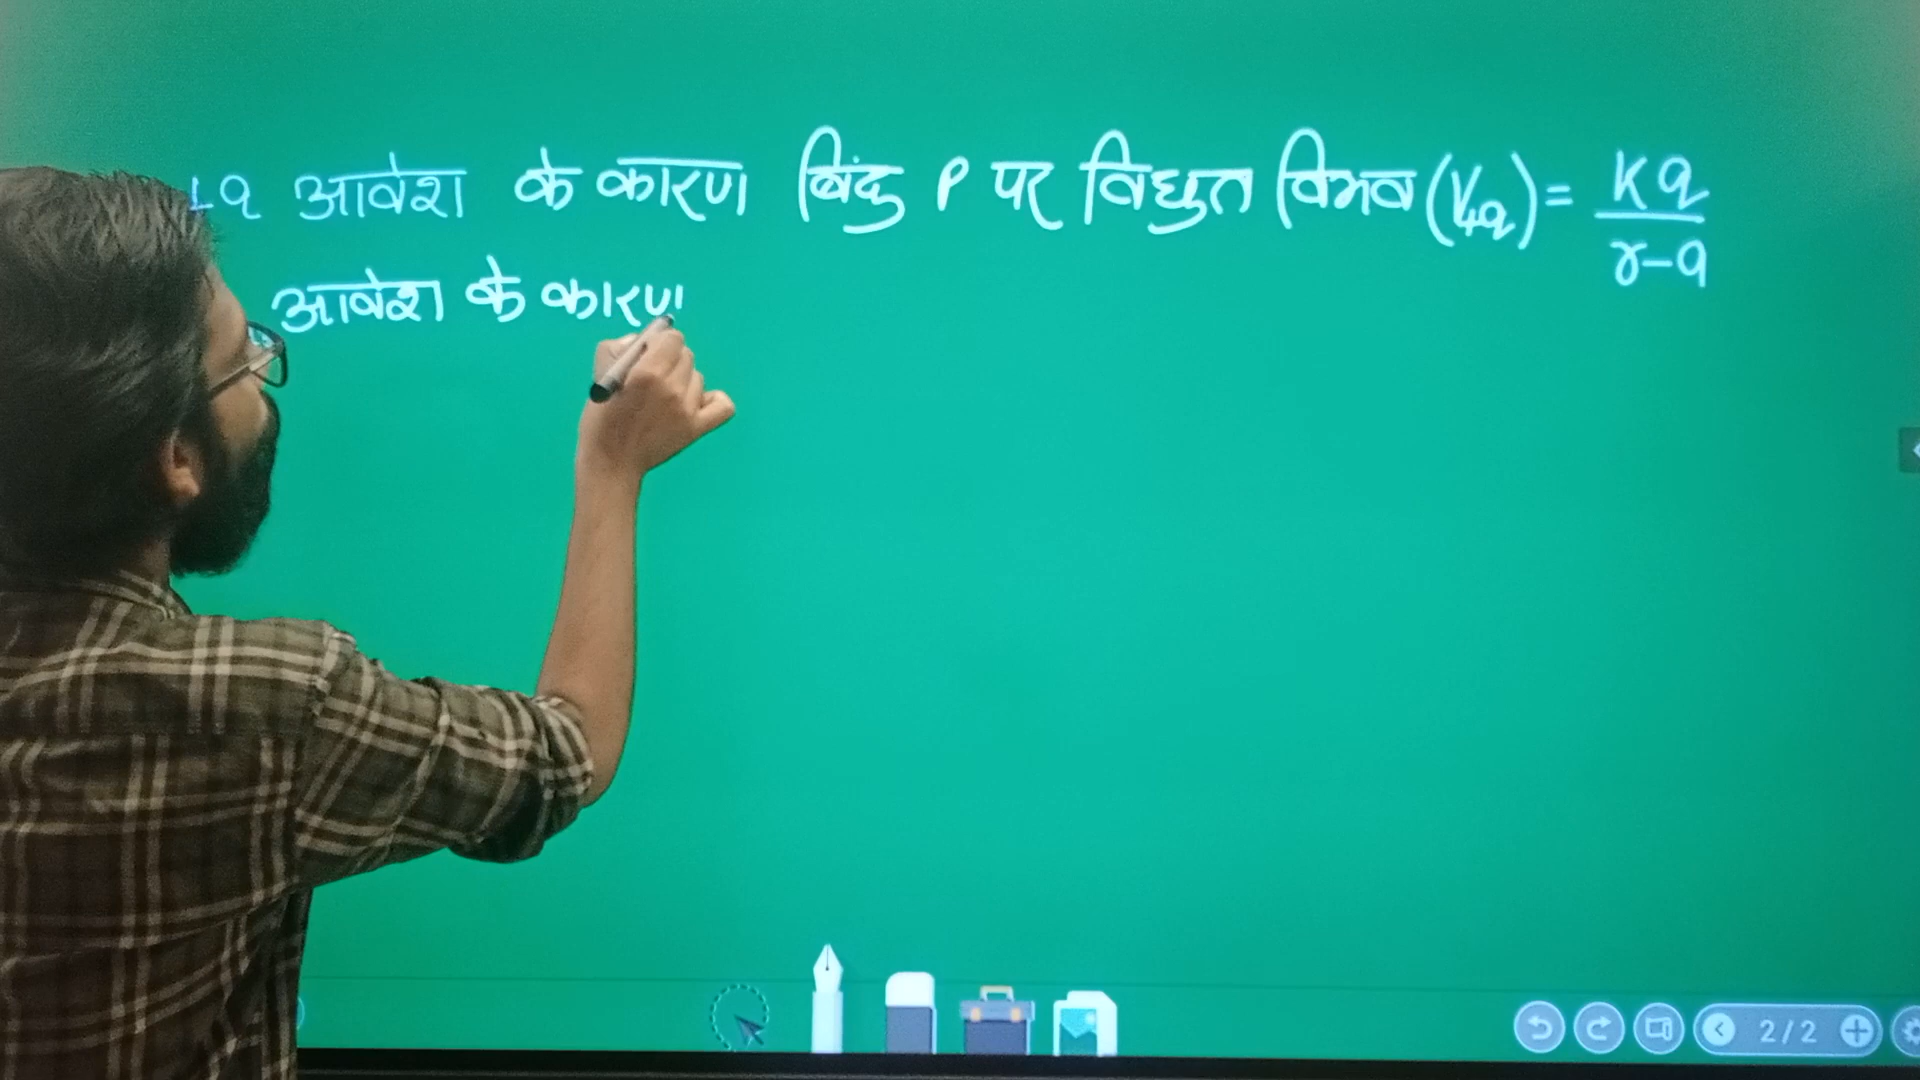 +q आवेश के कारण बिंदु P पर विद्युत विभव (V+q) = Kq / r-a
आवेश के कारण
2/2